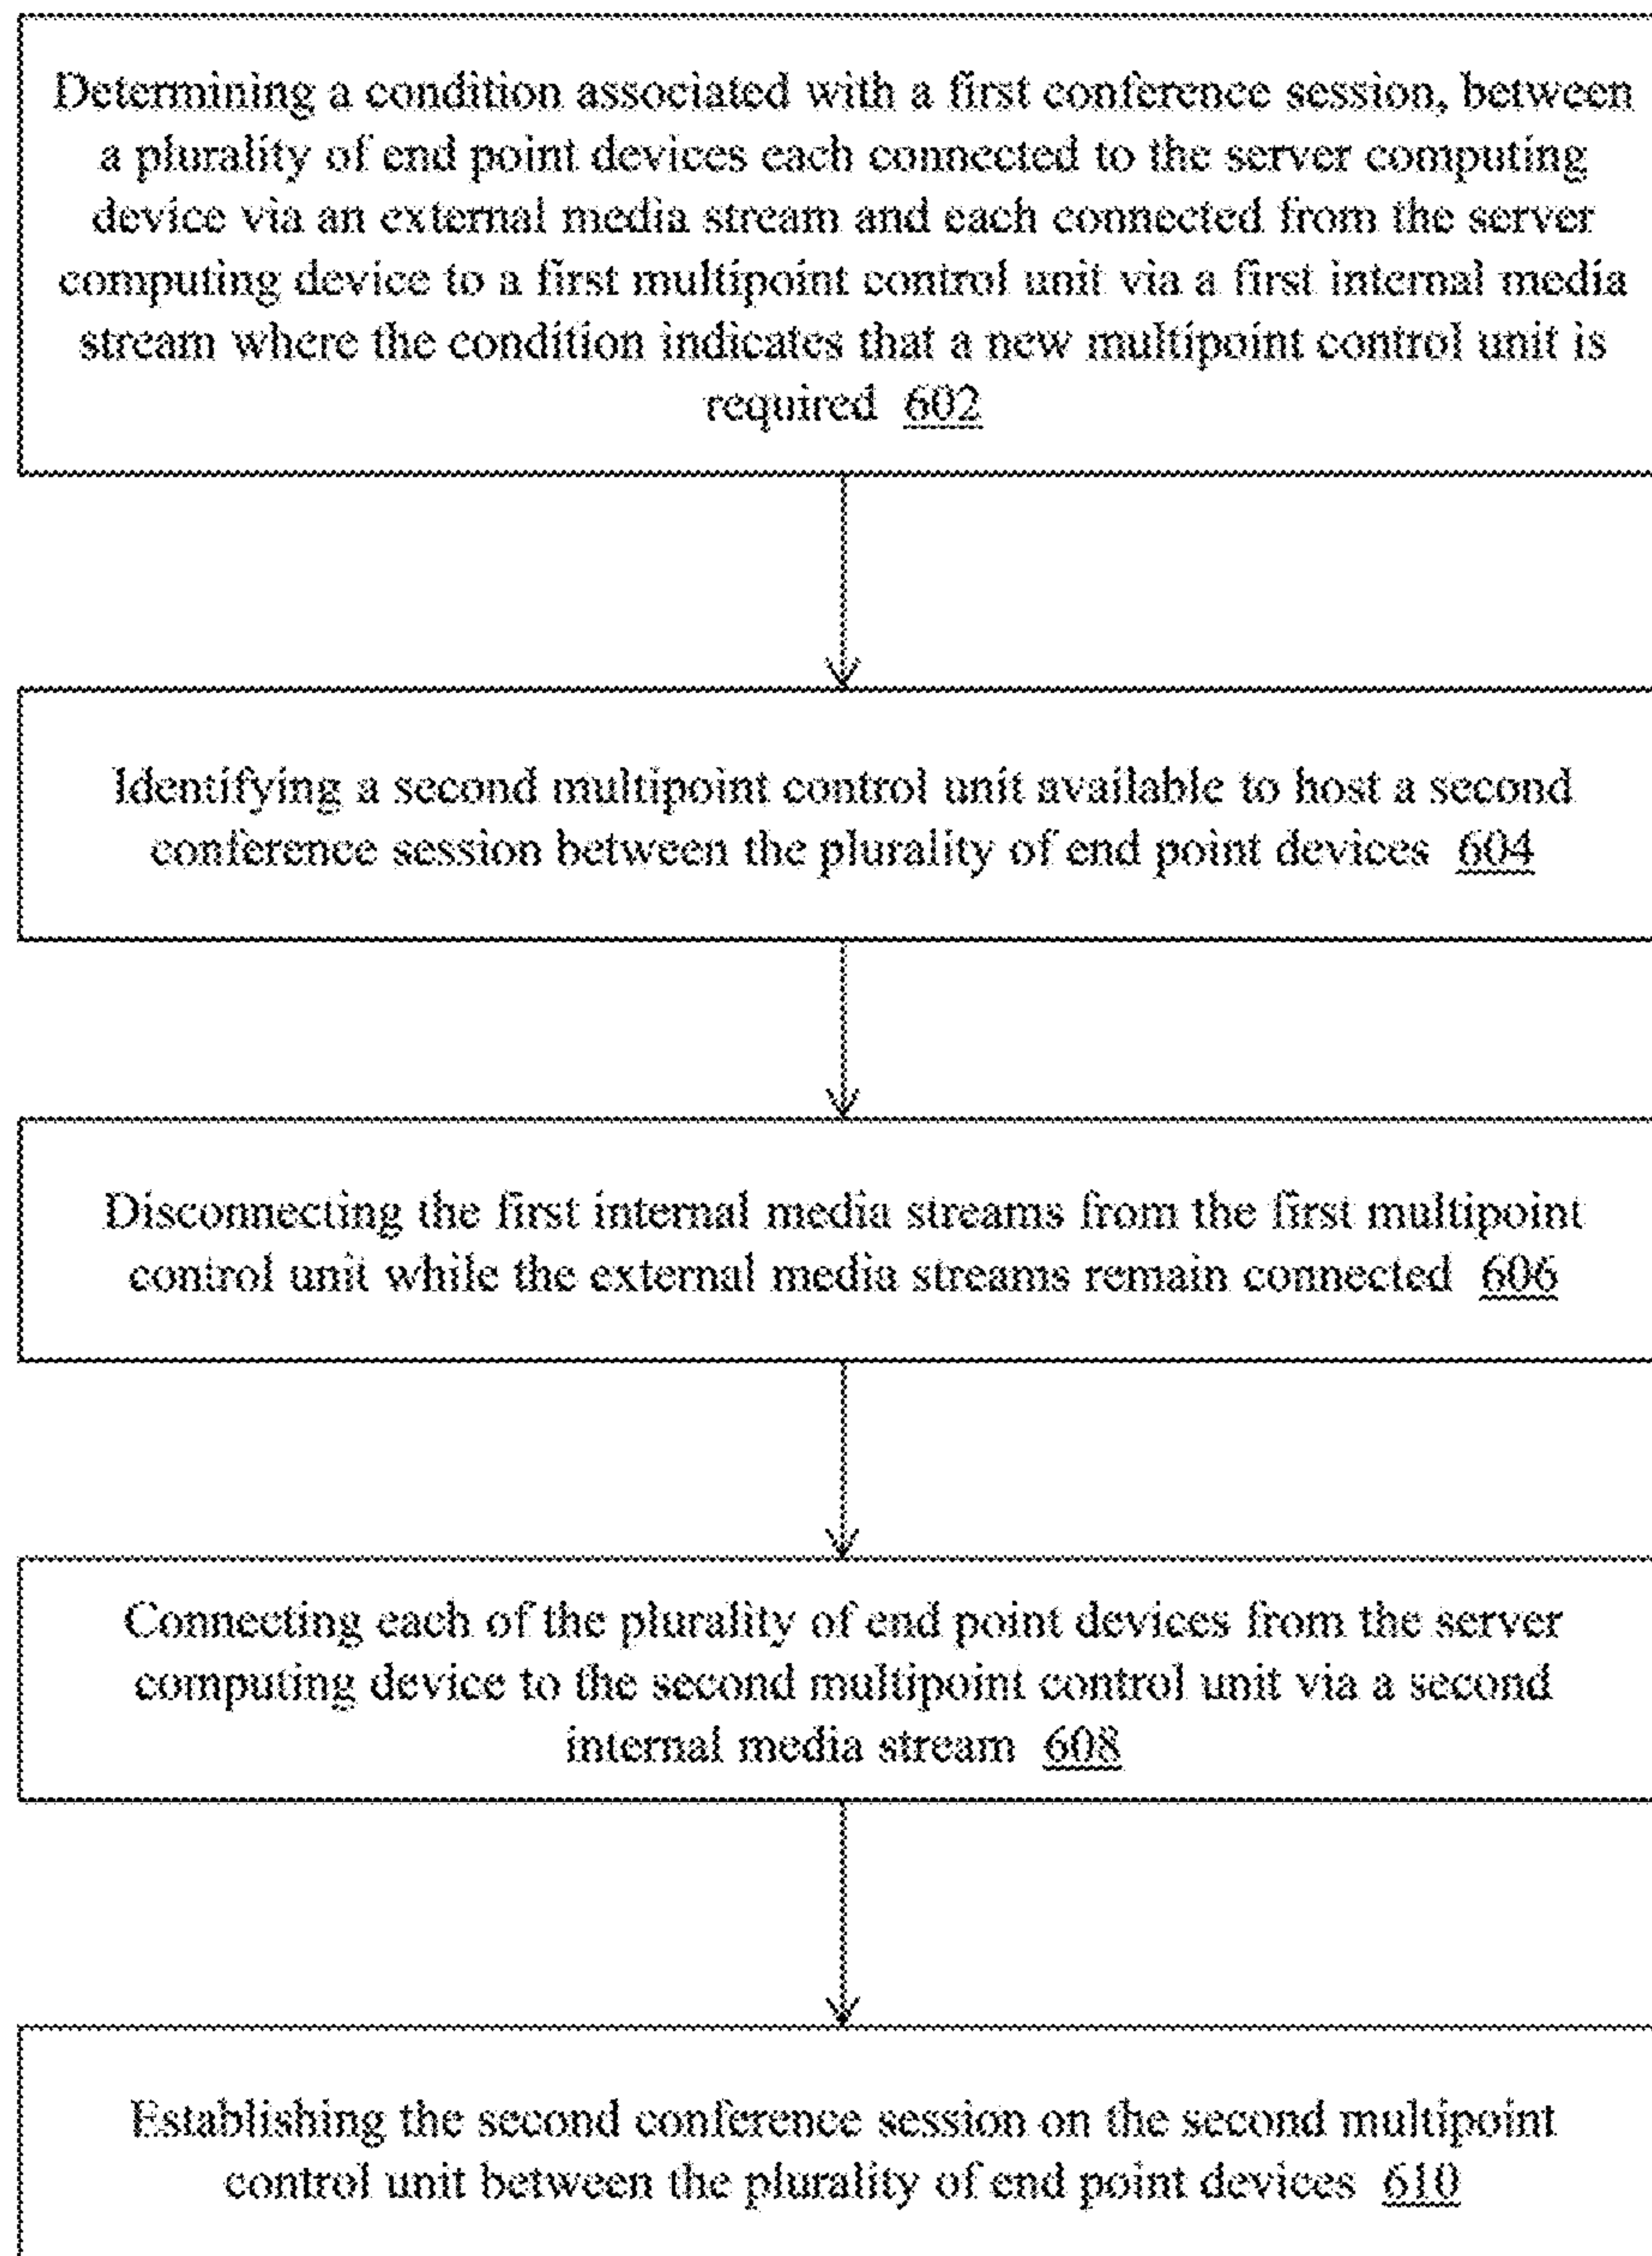 Determining a condition associated with a first conference session, between
a plurality of end point devices each connected to the server computing
device via an external media stream and each connected from the server
computing device to a first multipoint control unit via a first internal media
stream where the condition indicates that a new multipoint control unit is
required 602
Identifying a second multipoint control unit available to host a second
conference session between the plurality of end point devices 604
Disconnecting the first internal media streams from the first multipoint
control unit while the external media streams remain connected 606
Connecting each of the plurality of end point devices from the server
computing device to the second multipoint control unit via a second
internal media stream 608
Establishing the second conference session on the second multipoint
control unit between the plurality of end point devices 610